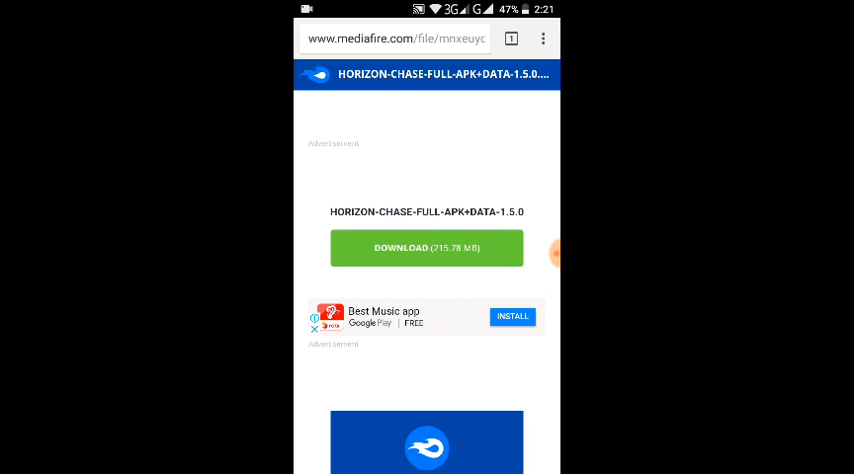 3G G 47% 2:21
www.mediafire.com/file/mnxeuyc 1
HORIZON-CHASE-FULL-APK+DATA-1.5.0....
Advertisement
HORIZON-CHASE-FULL-APK+DATA-1.5.0
DOWNLOAD (215.78 MB)
Best Music app
Google Play | FREE
INSTALL
Advertisement